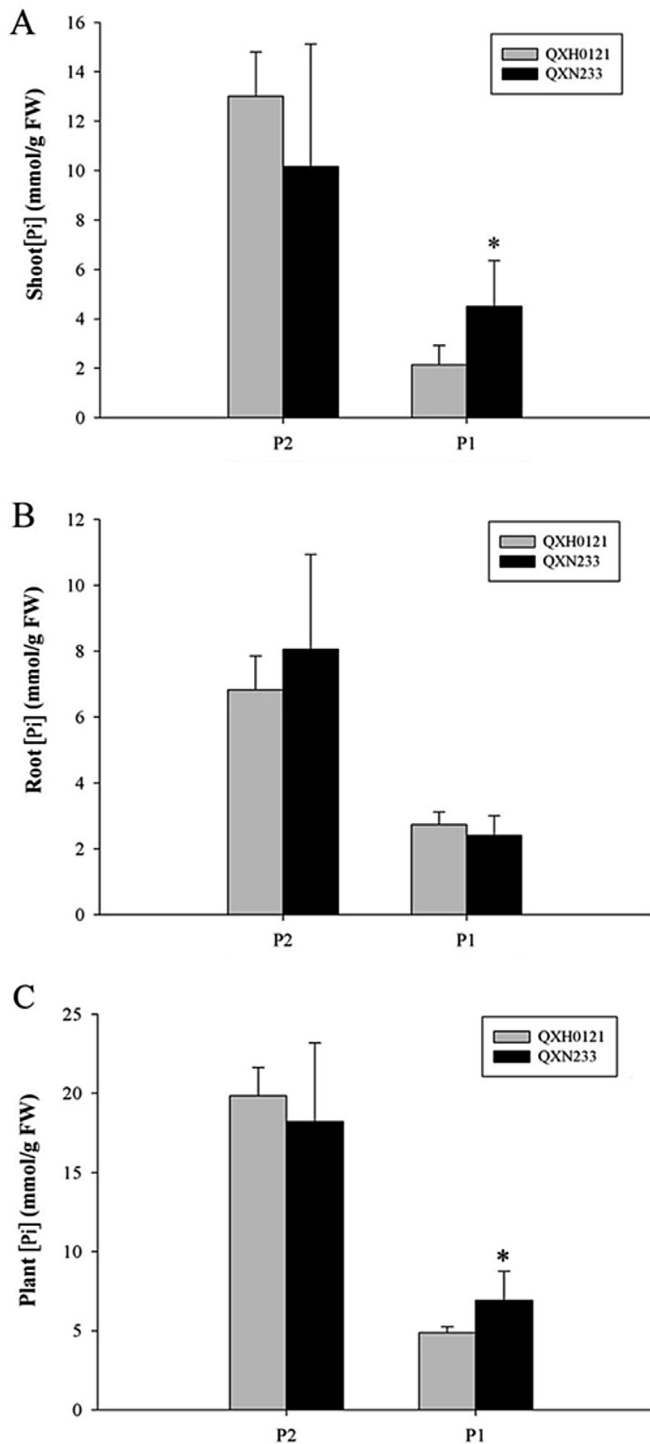 A
Shoot[Pi] (mmol/g FW)
16
14
12
10
8
6
4
2
0
QXH0121
QXN233
*
P2 P1
B
Root [Pi] (mmol/g FW)
12
10
8
6
4
2
0
QXH0121
QXN233
P2 P1
C
Plant [Pi] (mmol/g FW)
25
20
15
10
5
0
QXH0121
QXN233
*
P2 P1